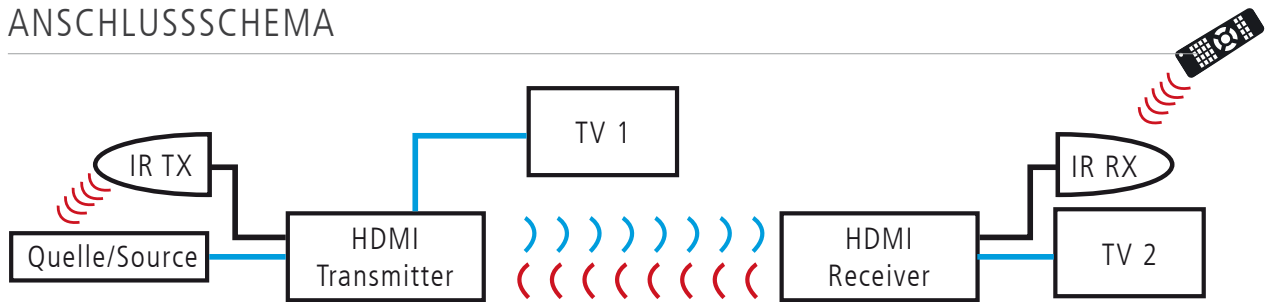 ANSCHLUSSSCHEMA
TV 1
IR TX
IR RX
Quelle/Source
HDMI
Transmitter
HDMI
Receiver
TV 2